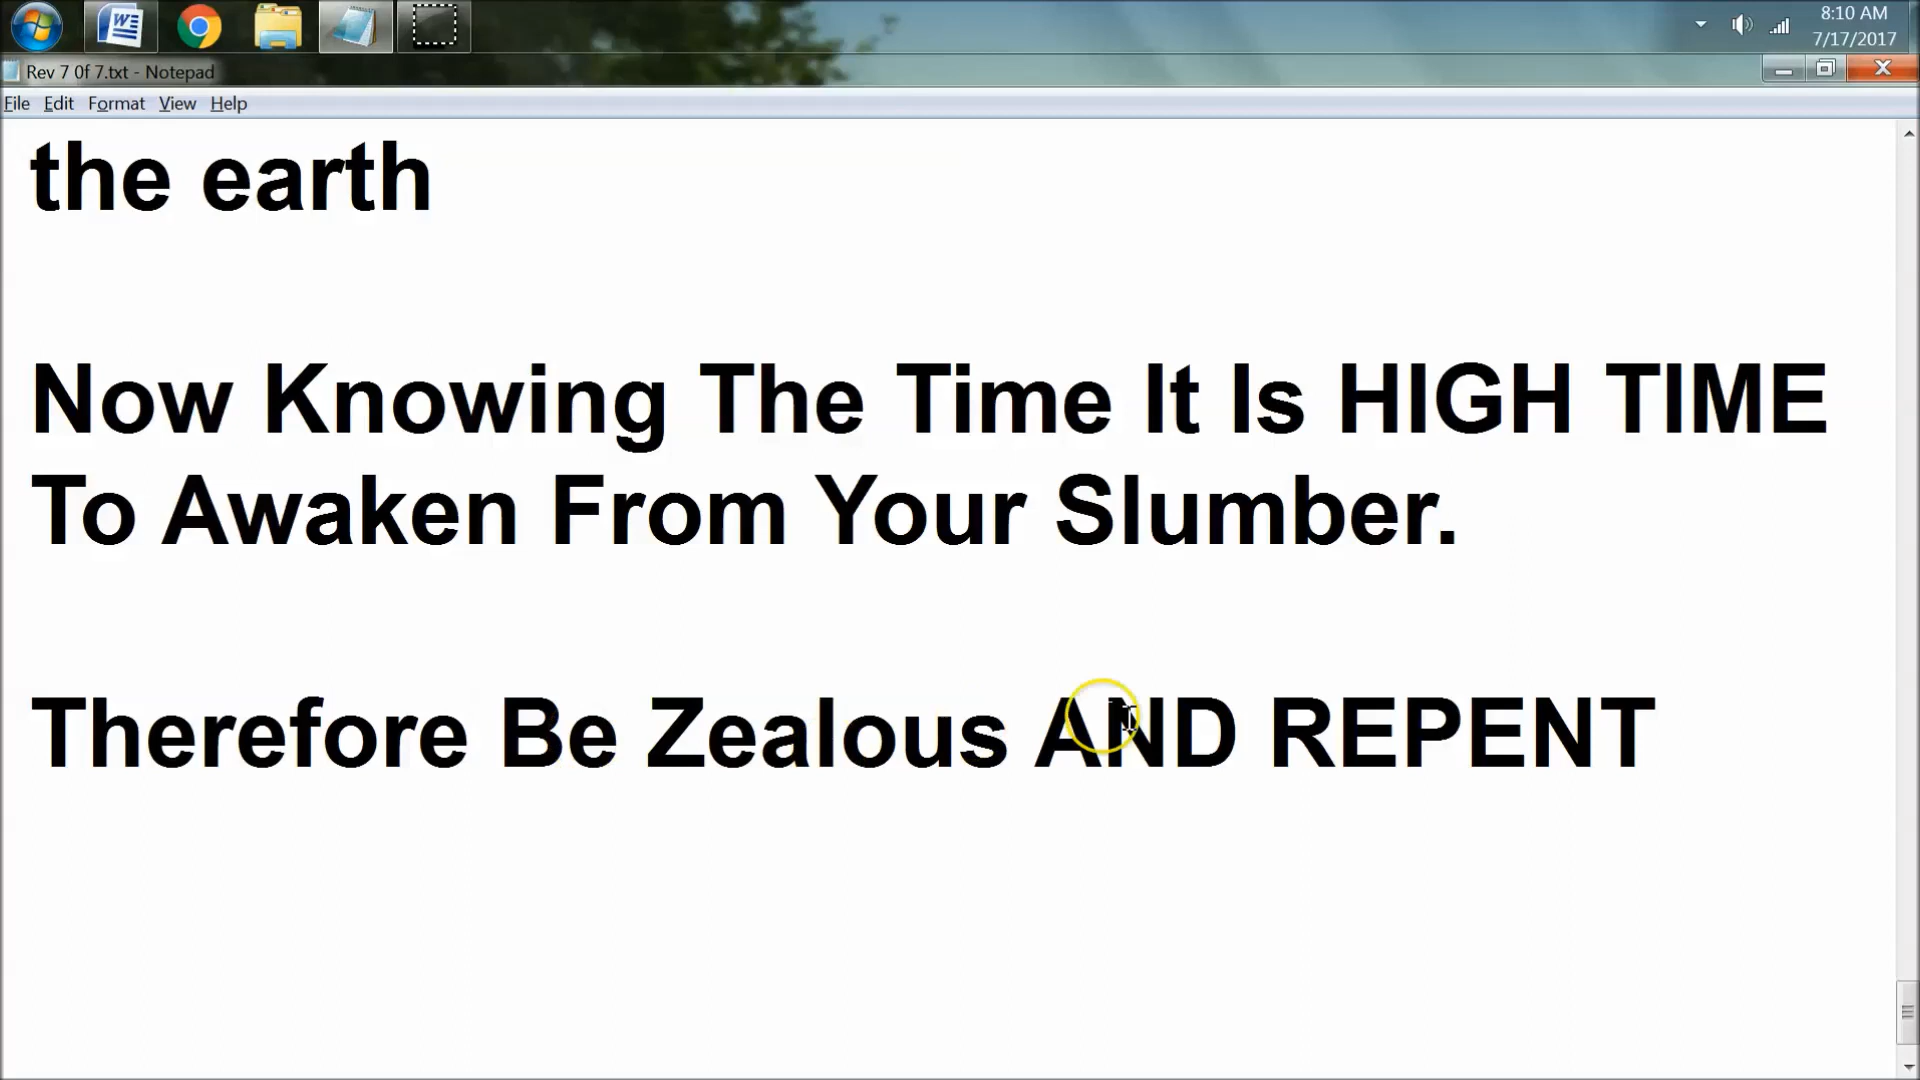 8:10 AM
7/17/2017
Rev 7 0f 7.txt - Notepad
File Edit Format View Help
the earth
Now Knowing The Time It Is HIGH TIME
To Awaken From Your Slumber.
Therefore Be Zealous AND REPENT